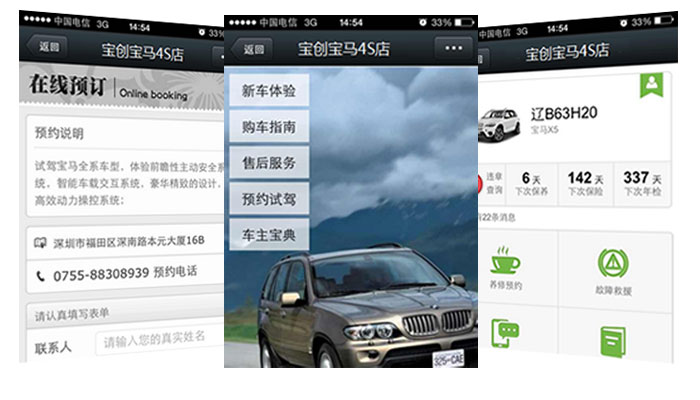 中国电信 3G 14:54 33%
返回 宝创宝马4S店
在线预订 Online booking
预约说明
试驾宝马全系车型，体验前瞻性主动安全系
统，智能车载交互系统，豪华精致的设计，
高效动力操控系统；
深圳市福田区深南路本元大厦16B
0755-88308939 预约电话
请认真填写表单
联系人 请输入您的真实姓名
中国电信 3G 14:54 33%
返回 宝创宝马4S店
新车体验
购车指南
售后服务
预约试驾
车主宝典
325-CAE
中国电信 3G 14:54 33%
返回 宝创宝马4S店
辽B63H20
宝马X5
违章
查询
6 天
下次保养
142 天
下次保险
337 天
下次年检
22条消息
养修预约
故障救援